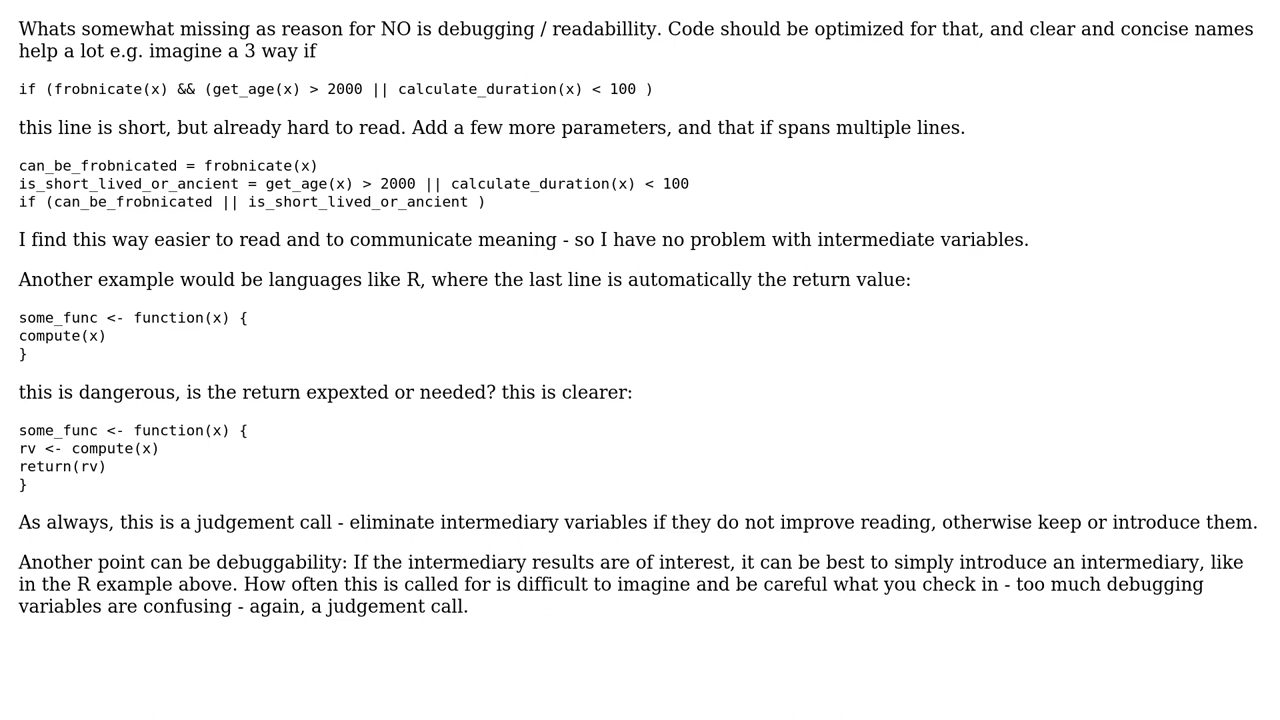 Whats somewhat missing as reason for NO is debugging / readabillity. Code should be optimized for that, and clear and concise names
help a lot e.g. imagine a 3 way if
if (frobnicate(x) && (get_age(x) > 2000 || calculate_duration(x) < 100 )
this line is short, but already hard to read. Add a few more parameters, and that if spans multiple lines.
can_be_frobnicated = frobnicate(x)
is_short_lived_or_ancient = get_age(x) > 2000 || calculate_duration(x) < 100
if (can_be_frobnicated || is_short_lived_or_ancient )
I find this way easier to read and to communicate meaning - so I have no problem with intermediate variables.
Another example would be languages like R, where the last line is automatically the return value:
some_func <- function(x) {
compute(x)
}
this is dangerous, is the return expexted or needed? this is clearer:
some_func <- function(x) {
rv <- compute(x)
return(rv)
}
As always, this is a judgement call - eliminate intermediary variables if they do not improve reading, otherwise keep or introduce them.
Another point can be debuggability: If the intermediary results are of interest, it can be best to simply introduce an intermediary, like
in the R example above. How often this is called for is difficult to imagine and be careful what you check in - too much debugging
variables are confusing - again, a judgement call.